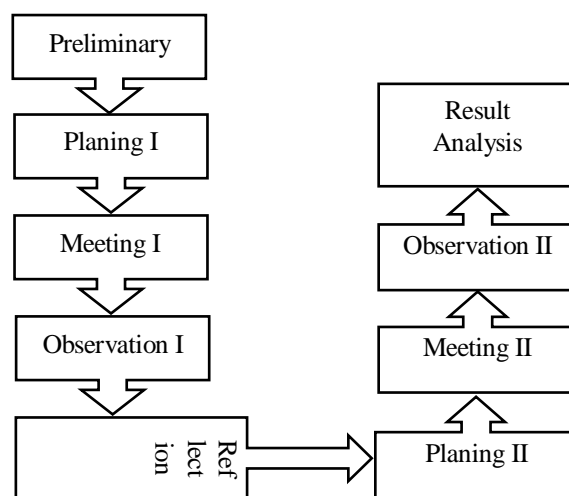 Preliminary
Planing I
Meeting I
Observation I
Ref
lect
ion
Result
Analysis
Observation II
Meeting II
Planing II